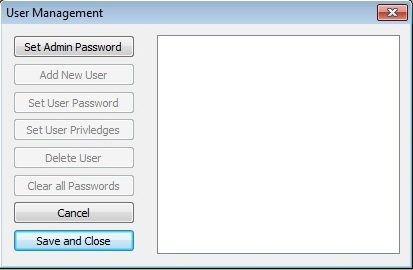 User Management
Set Admin Password
Add New User
Set User Password
Set User Privledges
Delete User
Clear all Passwords
Cancel
Save and Close